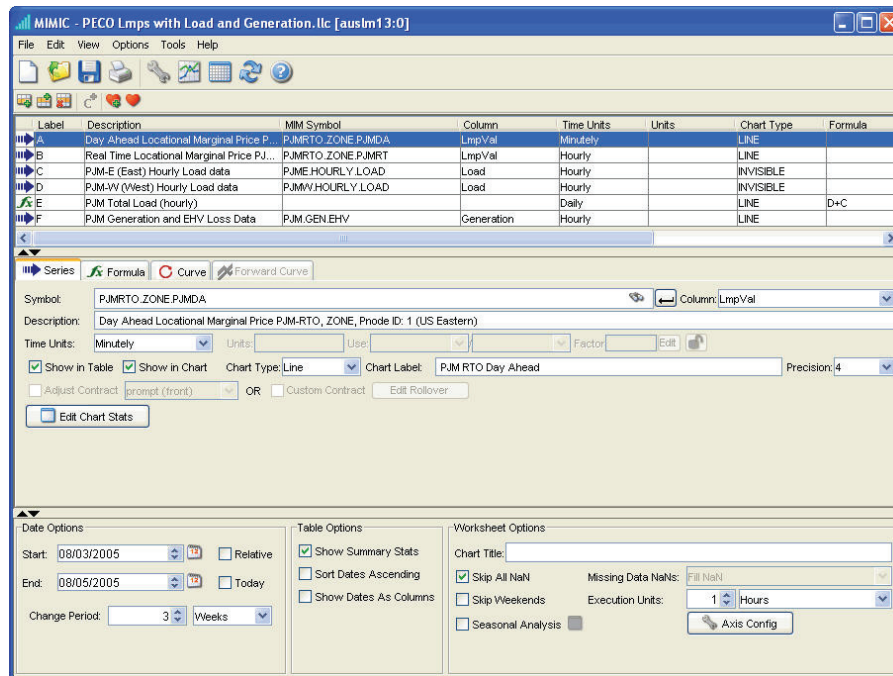 MIMIC - PECO Lmps with Load and Generation.llc [auslm13:0]
File Edit View Options Tools Help
Label Description MIM Symbol Column Time Units Units Chart Type Formula
A Day Ahead Locational Marginal Price P... PJMRTO.ZONE.PJMDA LmpVal Minutely LINE
B Real Time Locational Marginal Price PJ... PJMRTO.ZONE.PJMRT LmpVal Hourly LINE
C PJM-E (East) Hourly Load data PJME.HOURLY.LOAD Load Hourly INVISIBLE
D PJM-W (West) Hourly Load data PJMW.HOURLY.LOAD Load Hourly INVISIBLE
fx E PJM Total Load (hourly) Daily LINE D+C
F PJM Generation and EHV Loss Data PJM.GEN.EHV Generation Hourly LINE
Series fx Formula Curve Forward Curve
Symbol: PJMRTO.ZONE.PJMDA Column: LmpVal
Description: Day Ahead Locational Marginal Price PJM-RTO, ZONE, Pnode ID: 1 (US Eastern)
Time Units: Minutely Units: Use: / Factor Edit
Show in Table Show in Chart Chart Type: Line Chart Label: PJM RTO Day Ahead Precision: 4
Adjust Contract prompt (front) OR Custom Contract Edit Rollover
Edit Chart Stats
Date Options Table Options Worksheet Options
Start: 08/03/2005 12 Relative Show Summary Stats Chart Title:
End: 08/05/2005 12 Today Sort Dates Ascending Skip All NaN Missing Data NaNs: Fill NaN
Change Period: 3 Weeks Show Dates As Columns Skip Weekends Execution Units: 1 Hours
Seasonal Analysis Axis Config